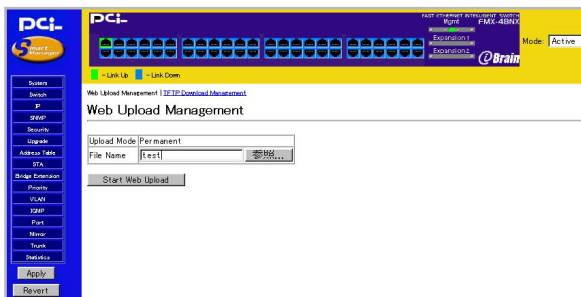 PCi-
Smart Manager
System
Switch
IP
SNMP
Security
Upgrade
Address Table
STA
Bridge Extension
Priority
VLAN
IGMP
Port
Mirror
Trunk
Statistics
Apply
Revert
PCi-
FAST ETHERNET INTELLIGENT SWITCH
Mgmt FMX-48NX
Expansion1
Expansion2
Brain
Mode: Active
-Link Up -Link Down
Web Upload Management | TFTP Download Management
Web Upload Management
Upload Mode Permanent
File Name test 参照...
Start Web Upload